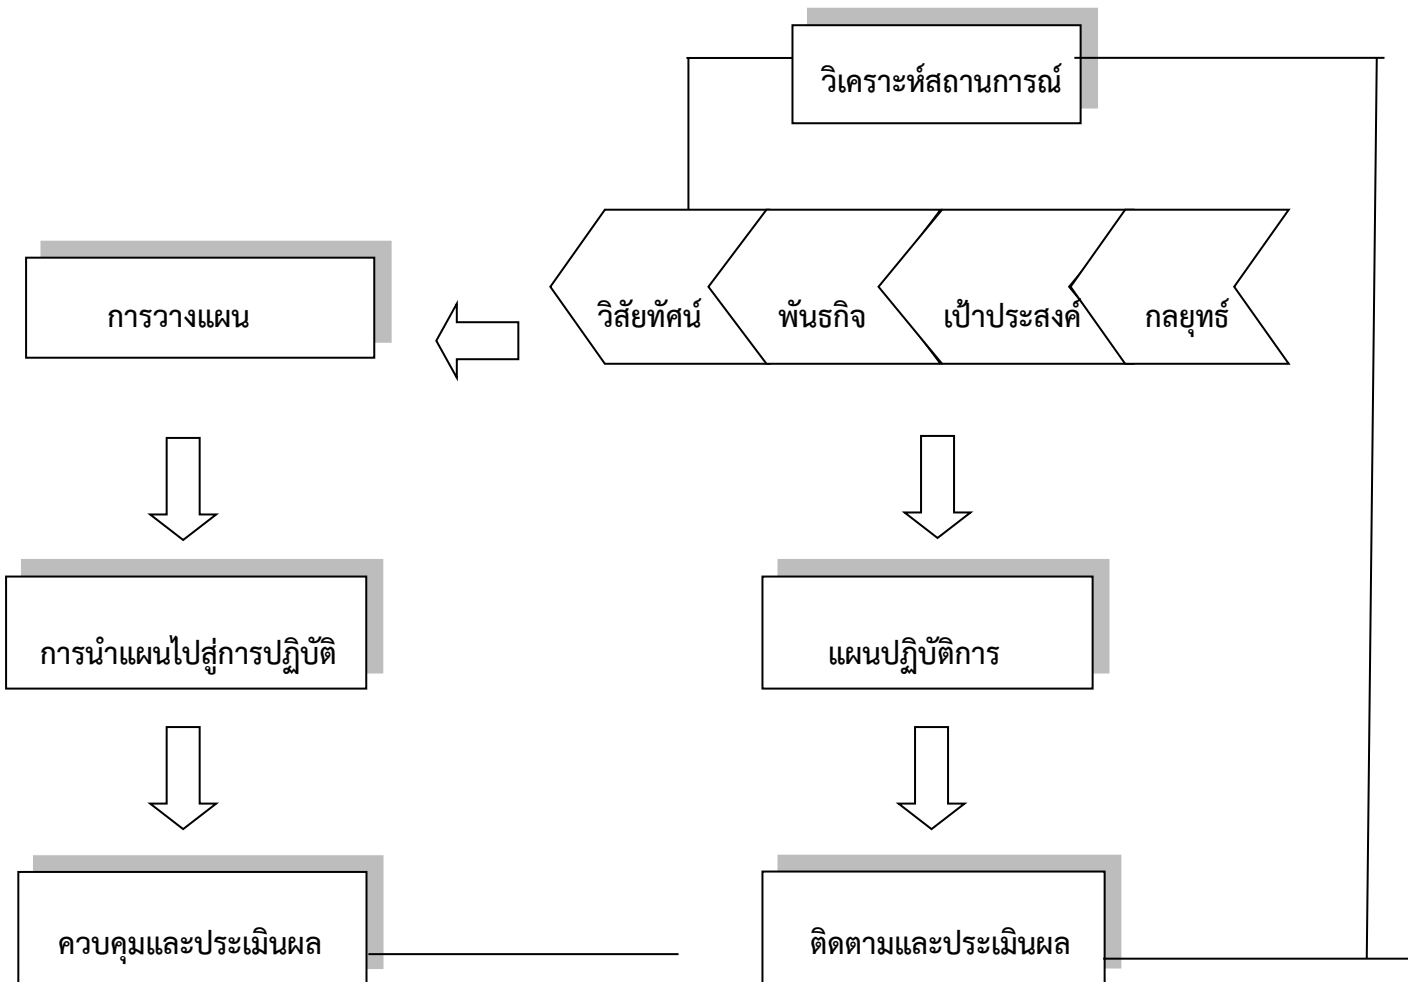 วิเคราะห์สถานการณ์
การวางแผน
วิสัยทัศน์
พันธกิจ
เป้าประสงค์
กลยุทธ์
การนำแผนไปสู่การปฏิบัติ
แผนปฏิบัติการ
ควบคุมและประเมินผล
ติดตามและประเมินผล